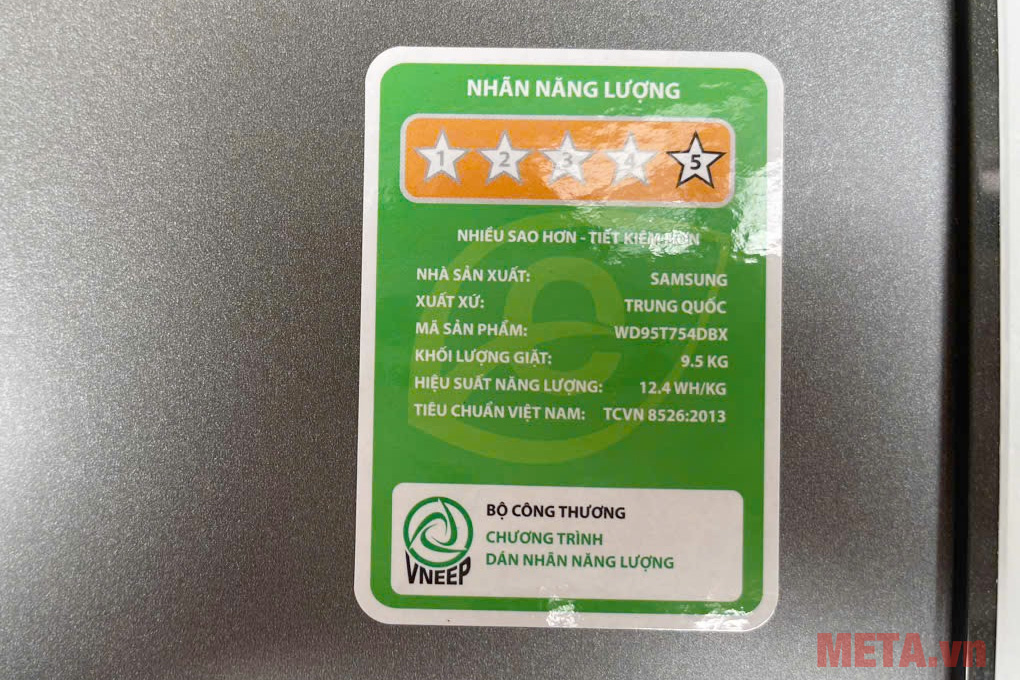 NHÃN NĂNG LƯỢNG
1 2 3 4 5
NHIỀU SAO HƠN - TIẾT KIỆM HƠN
NHÀ SẢN XUẤT: SAMSUNG
XUẤT XỨ: TRUNG QUỐC
MÃ SẢN PHẨM: WD95T754DBX
KHỐI LƯỢNG GIẶT: 9.5 KG
HIỆU SUẤT NĂNG LƯỢNG: 12.4 WH/KG
TIÊU CHUẨN VIỆT NAM: TCVN 8526:2013
BỘ CÔNG THƯƠNG
CHƯƠNG TRÌNH
DÁN NHÃN NĂNG LƯỢNG
VNEEP
META.vn